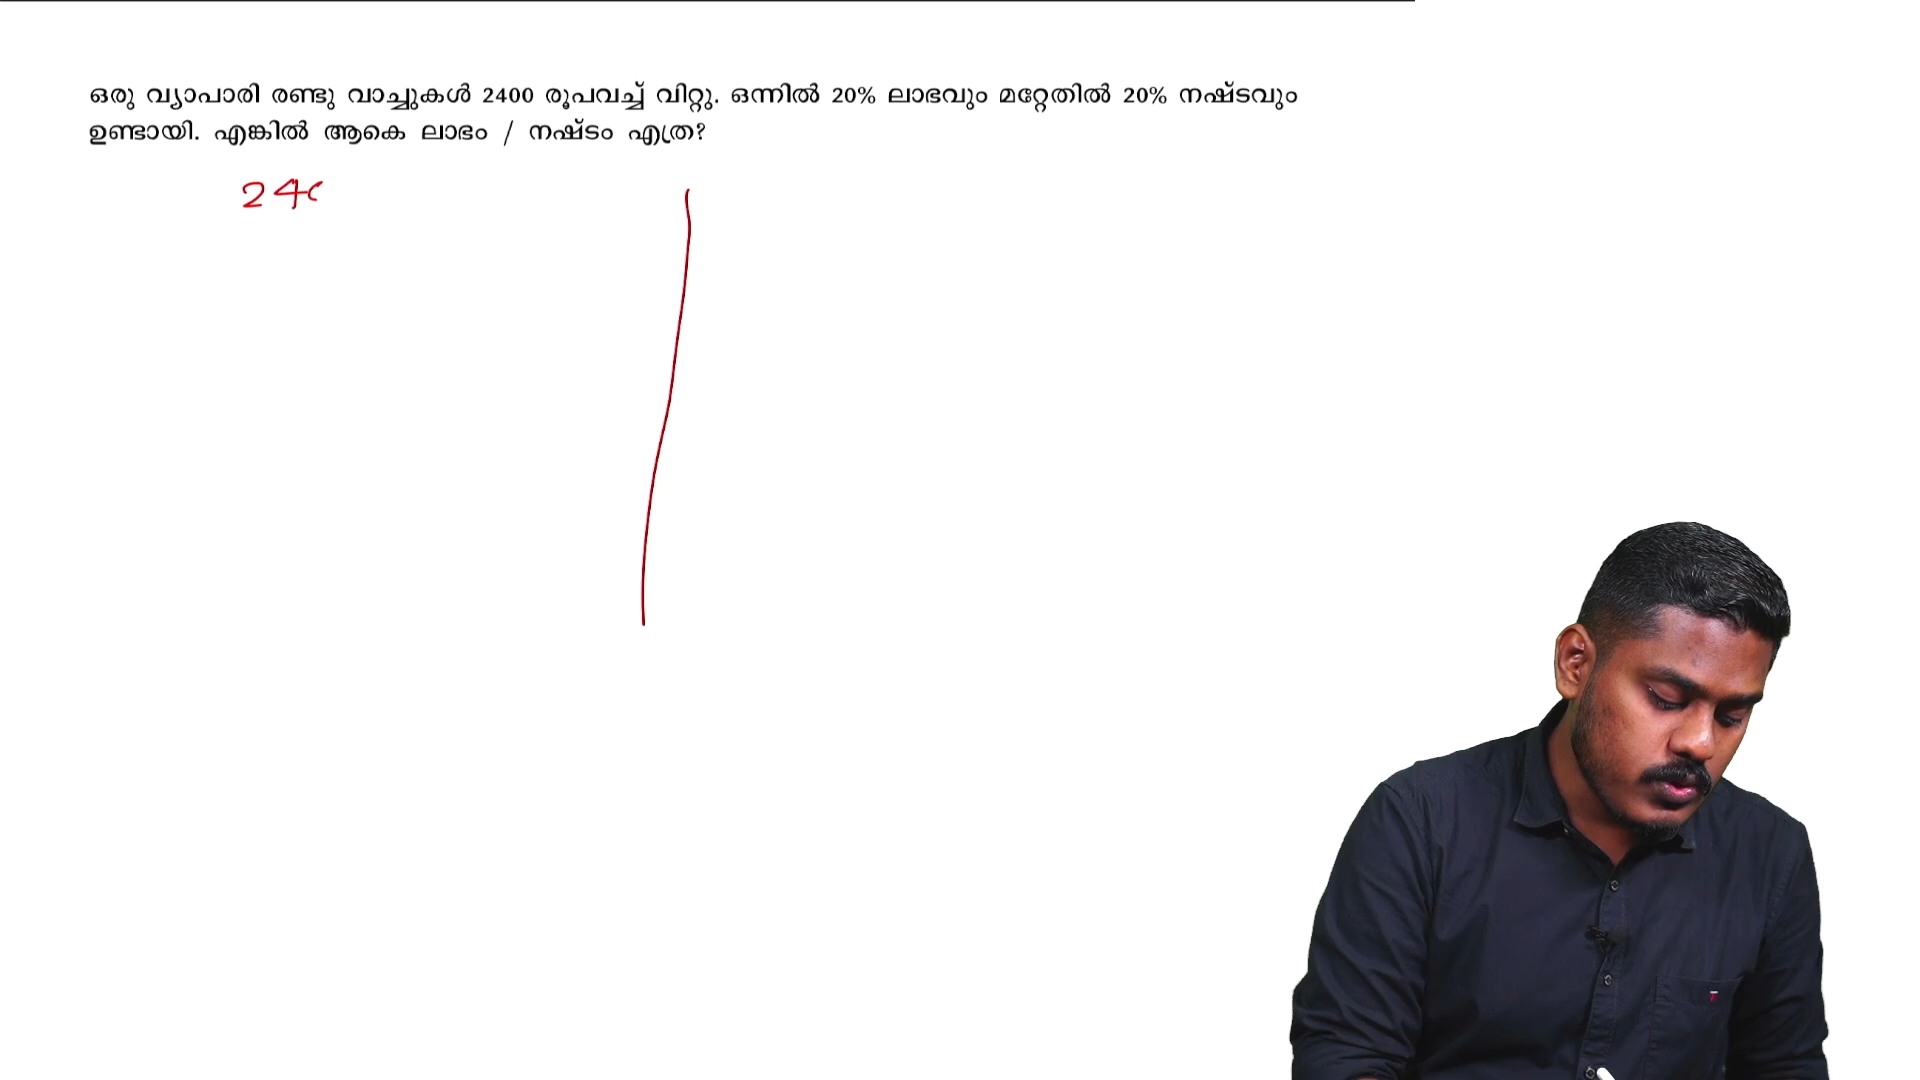 ഒരു വ്യാപാരി രണ്ടു വാച്ചുകൾ 2400 രൂപവച്ച് വിറ്റു. ഒന്നിൽ 20% ലാഭവും മറ്റേതിൽ 20% നഷ്ടവും
ഉണ്ടായി. എങ്കിൽ ആകെ ലാഭം / നഷ്ടം എത്ര?
24